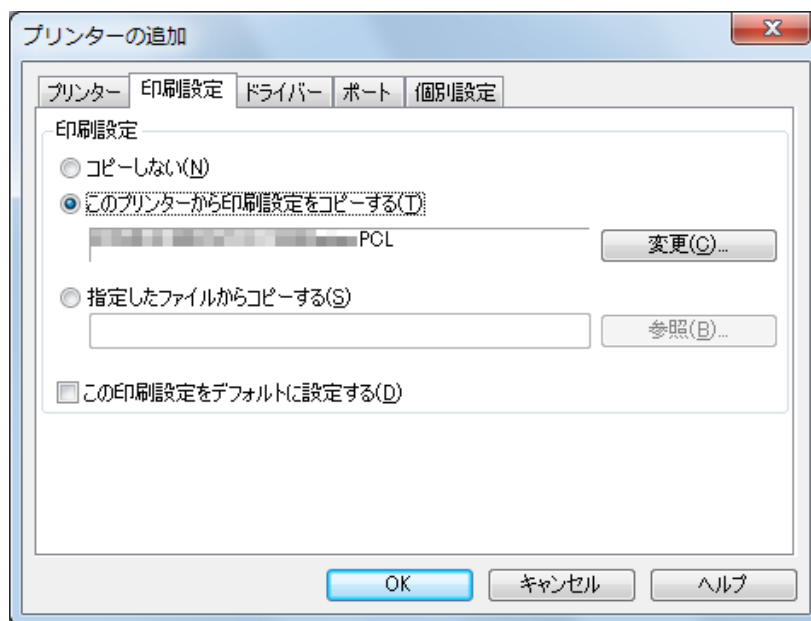 プリンターの追加
プリンター 印刷設定 ドライバー ポート 個別設定
印刷設定
コピーしない(N)
このプリンターから印刷設定をコピーする(T)
PCL
変更(C)...
指定したファイルからコピーする(S)
参照(B)...
この印刷設定をデフォルトに設定する(D)
OK キャンセル ヘルプ